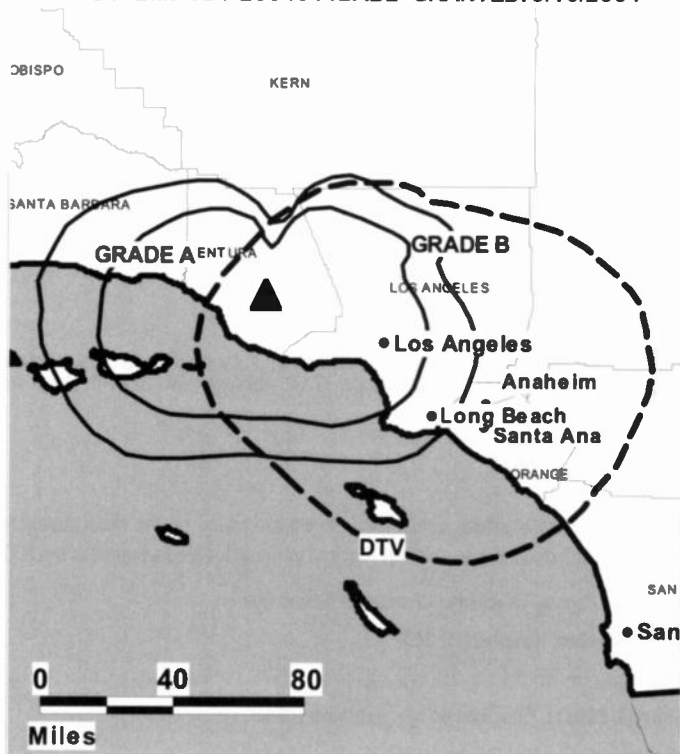 OBISPO
KERN
SANTA BARBARA
GRADE A
ENTURA
GRADE B
LOS ANGELES
Los Angeles
Anaheim
Long Beach
Santa Ana
ORANGE
DTV
SAN
San
0 40 80
Miles